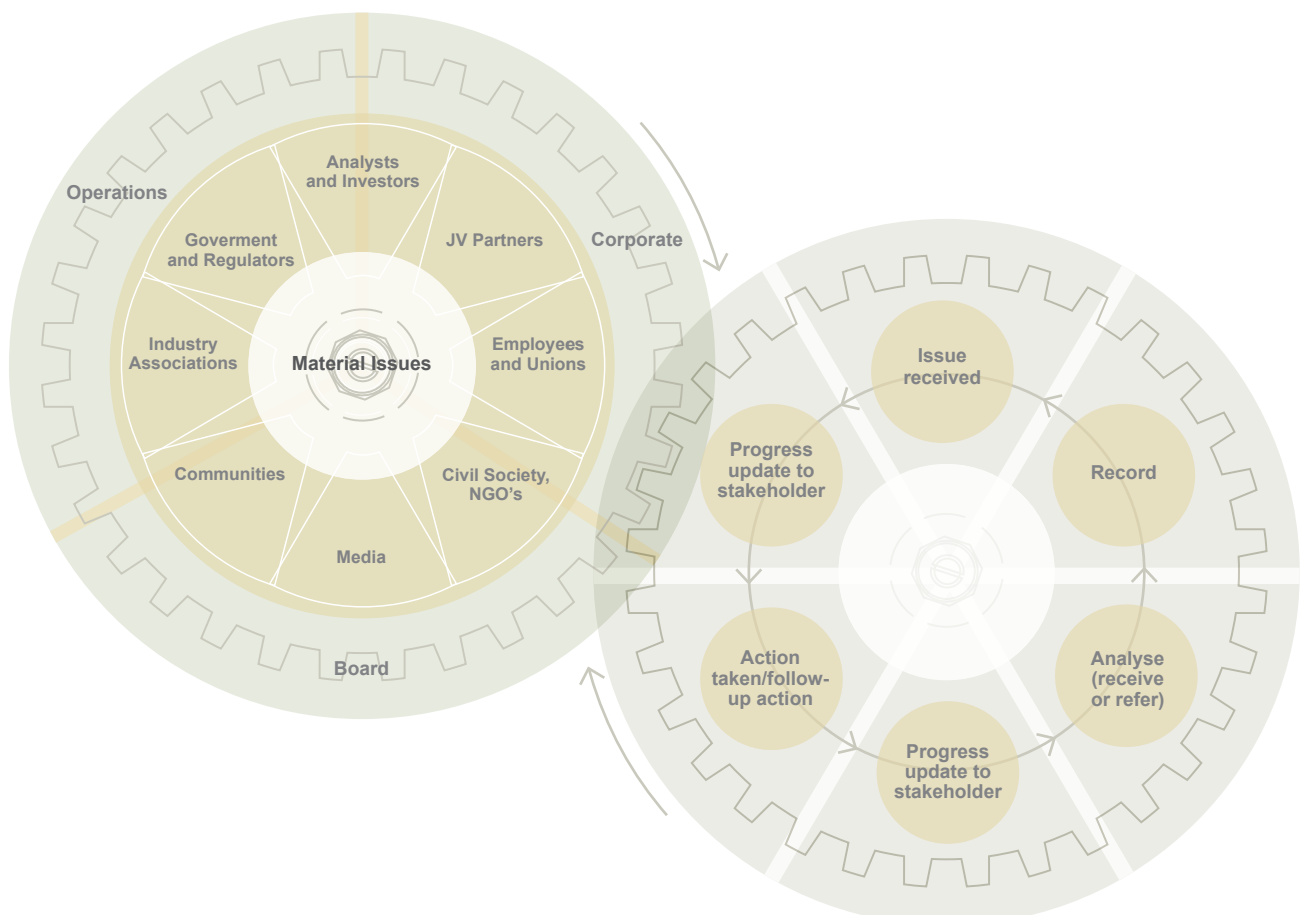 Analysts
and Investors
Operations
Goverment
and Regulators
JV Partners
Corporate
Industry
Associations
Material Issues
Employees
and Unions
Communities
Civil Society,
NGO's
Media
Board
Issue
received
Progress
update to
stakeholder
Record
Action
taken/follow-
up action
Analyse
(receive
or refer)
Progress
update to
stakeholder